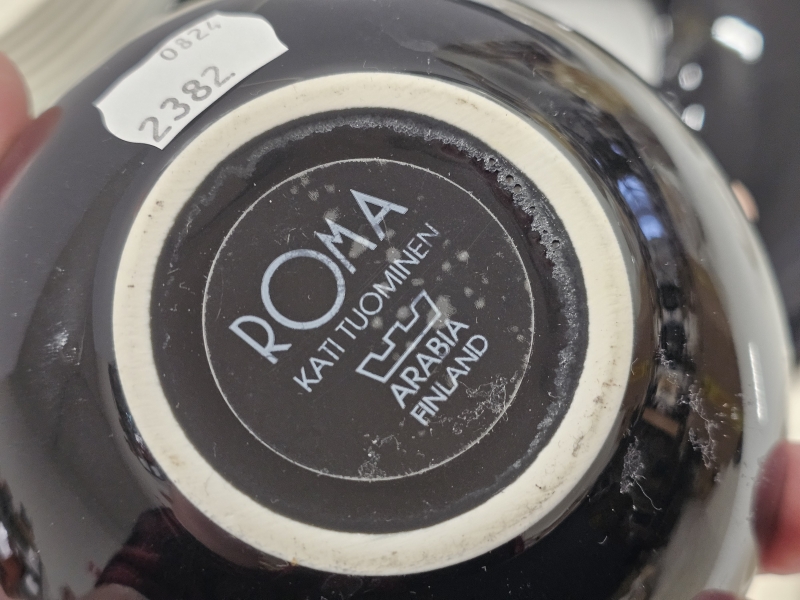 0824
2382
ROMA
KATI TUOMINEN
ARABIA
FINLAND